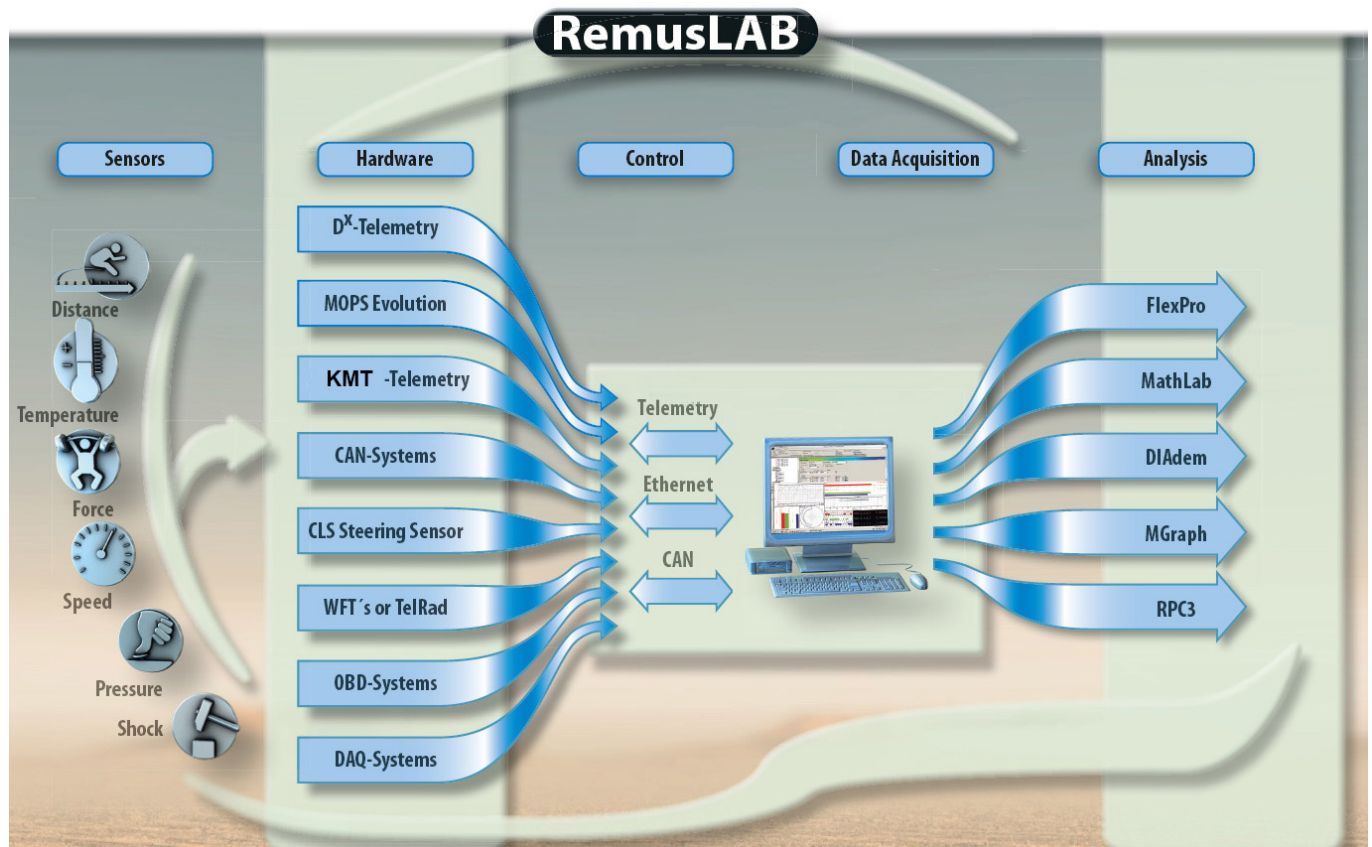 RemusLAB
Sensors
Hardware
Control
Data Acquisition
Analysis
Distance
Temperature
Force
Speed
Pressure
Shock
Dx-Telemetry
MOPS Evolution
KMT -Telemetry
CAN-Systems
CLS Steering Sensor
WFT´s or TelRad
OBD-Systems
DAQ-Systems
Telemetry
Ethernet
CAN
FlexPro
MathLab
DIAdem
MGraph
RPC3